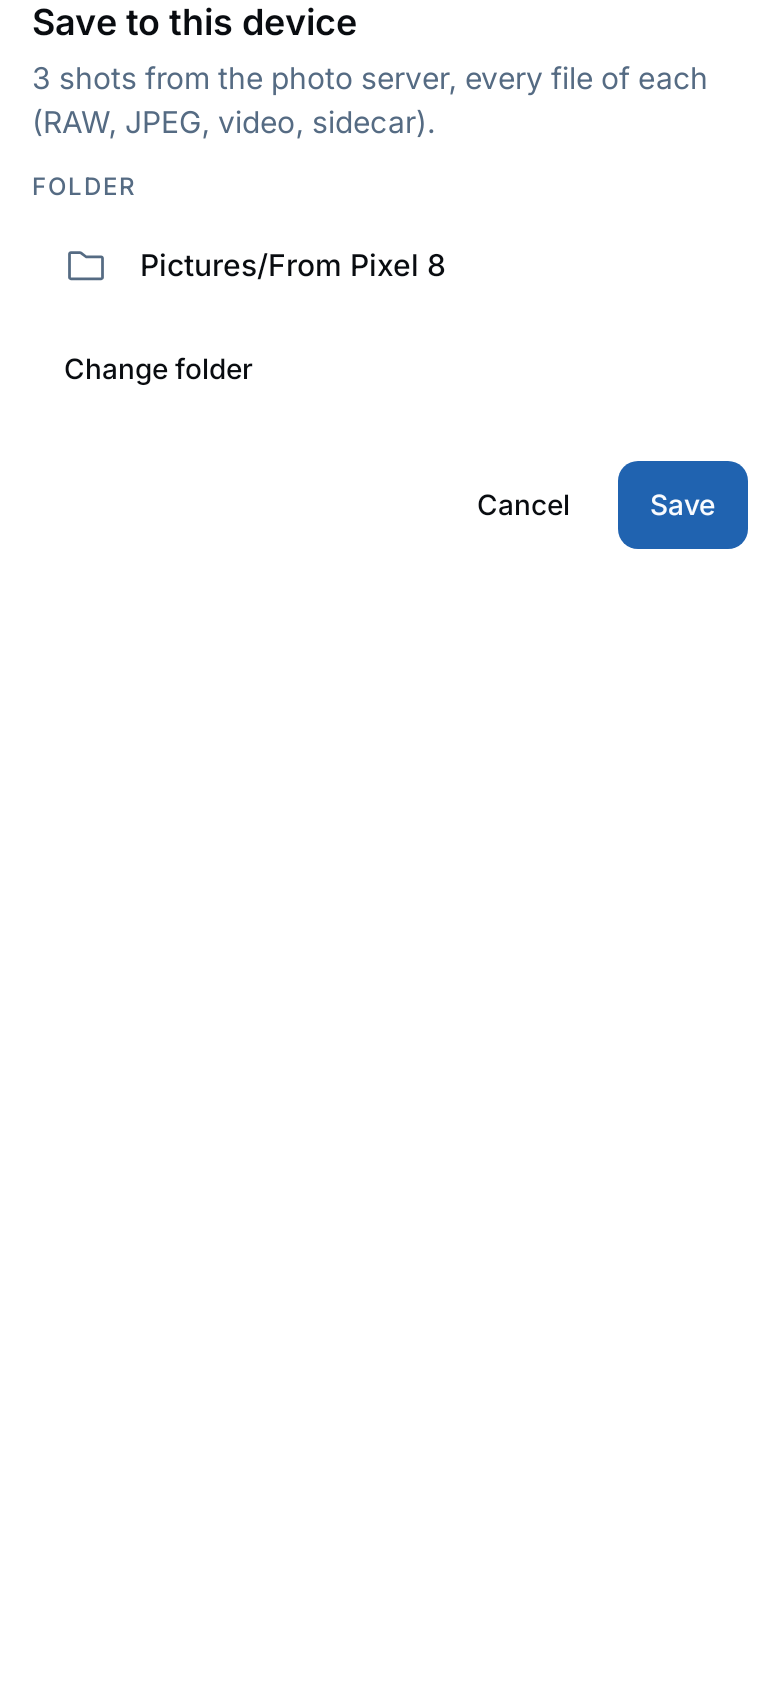 Save to this device
3 shots from the photo server, every file of each
(RAW, JPEG, video, sidecar).
FOLDER
Pictures/From Pixel 8
Change folder
Cancel
Save